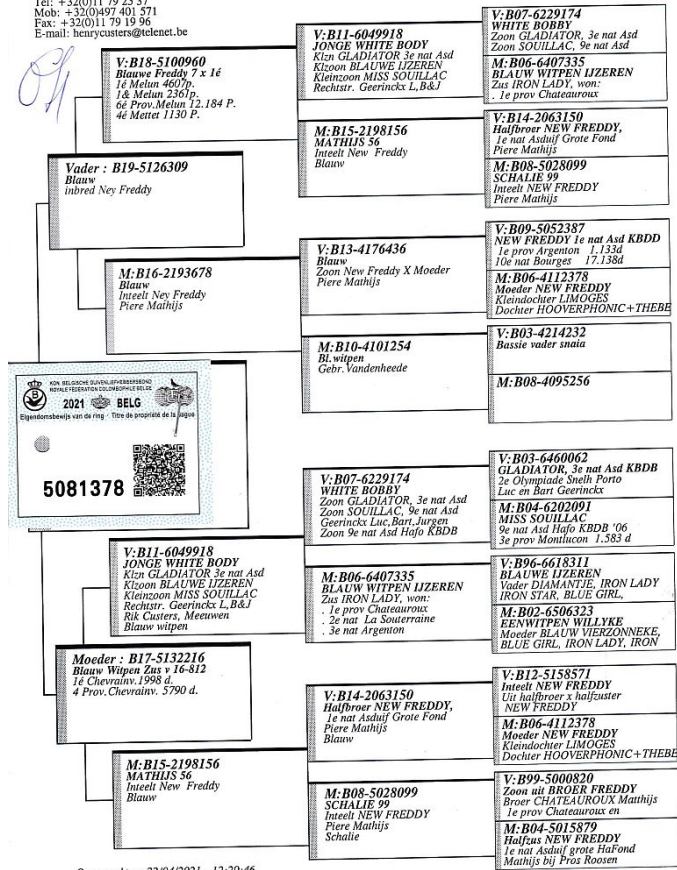 Tel: +32(0)11 79 23 37
Mob: +32(0)497 401 571
Fax: +32(0)11 79 19 96
E-mail: henrycusters@telenet.be
V:B18-5100960
Blauwe Freddy 7 x 1é
1é Melun 4607p.
1& Melun 2361p.
6é Prov.Melun 12.184 P.
4é Mettet 1130 P.
Vader : B19-5126309
Blauw
inbred Ney Freddy
M:B16-2193678
Blauw
Inteelt Ney Freddy
Piere Mathijs
V:B11-6049918
JONGE WHITE BODY
Klzn GLADIATOR 3e nat Asd
Klzoon BLAUWE IJZEREN
Kleinzoon MISS SOUILLAC
Rechtstr. Geerinckx L,B&J
M:B15-2198156
MATHIJS 56
Inteelt New Freddy
Blauw
V:B13-4176436
Blauw
Zoon New Freddy X Moeder
Piere Mathijs
M:B10-4101254
Bl.witpen
Gebr.Vandenheede
V:B07-6229174
WHITE BOBBY
Zoon GLADIATOR, 3e nat Asd
Zoon SOUILLAC, 9e nat Asd
M:B06-6407335
BLAUW WITPEN IJZEREN
Zus IRON LADY, won:
. 1e prov Chateauroux
V:B14-2063150
Halfbroer NEW FREDDY,
1e nat Asduif Grote Fond
Piere Mathijs
M:B08-5028099
SCHALIE 99
Inteelt NEW FREDDY
Piere Mathijs
V:B09-5052387
NEW FREDDY 1e nat Asd KBDD
1e prov Argenton 1.133d
10e nat Bourges 17.138d
M:B06-4112378
Moeder NEW FREDDY
Kleindochter LIMOGES
Dochter HOOVERPHONIC+THEBE
V:B03-4214232
Bassie vader snaia
M:B08-4095256
KON. BELGISCHE DUIVENLIEFHEBBERSBOND
ROYALE FÉDÉRATION COLOMBOPHILE BELGE
2021 BELG
Eigendomsbewijs van de ring - Titre de propriété de la bague
5081378
V:B11-6049918
JONGE WHITE BODY
Klzn GLADIATOR 3e nat Asd
Klzoon BLAUWE IJZEREN
Kleinzoon MISS SOUILLAC
Rechtstr. Geerinckx L,B&J
Rik Custers, Meeuwen
Blauw witpen
Moeder : B17-5132216
Blauw Witpen Zus v 16-812
1é Chevrainv.1998 d.
4 Prov.Chevrainv. 5790 d.
M:B15-2198156
MATHIJS 56
Inteelt New Freddy
Blauw
V:B07-6229174
WHITE BOBBY
Zoon GLADIATOR, 3e nat Asd
Zoon SOUILLAC, 9e nat Asd
Geerinckx Luc,Bart,Jurgen
Zoon 9e nat Asd Hafo KBDB
M:B06-6407335
BLAUW WITPEN IJZEREN
Zus IRON LADY, won:
. 1e prov Chateauroux
. 2e nat La Souterraine
. 3e nat Argenton
V:B14-2063150
Halfbroer NEW FREDDY,
1e nat Asduif Grote Fond
Piere Mathijs
Blauw
M:B08-5028099
SCHALIE 99
Inteelt NEW FREDDY
Piere Mathijs
Schalie
V:B03-6460062
GLADIATOR, 3e nat Asd KBDB
2e Olympiade Snelh Porto
Luc en Bart Geerinckx
M:B04-6202091
MISS SOUILLAC
9e nat Asd Hafo KBDB '06
3e prov Montlucon 1.583 d
V:B96-6618311
BLAUWE IJZEREN
Vader DIAMANTJE, IRON LADY
IRON STAR, BLUE GIRL,
M:B02-6506323
EENWITPEN WILLYKE
Moeder BLAUW VIERZONNEKE,
BLUE GIRL, IRON LADY, IRON
V:B12-5158571
Inteelt NEW FREDDY
Uit halfbroer x halfzuster
NEW FREDDY
M:B06-4112378
Moeder NEW FREDDY
Kleindochter LIMOGES
Dochter HOOVERPHONIC+THEBE
V:B99-5000820
Zoon uit BROER FREDDY
Broer CHATEAUROUX Matthijs
1e prov Chateauroux en
M:B04-5015879
Halfzus NEW FREDDY
1e nat Asduif grote HaFond
Mathijs bij Pros Roosen